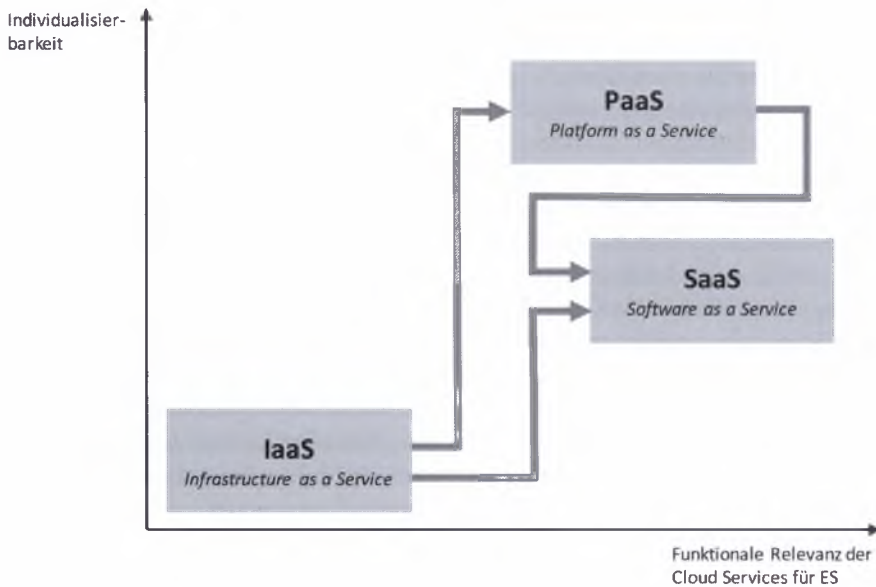 Individualisier-
barkeit
PaaS
Platform as a Service
SaaS
Software as a Service
IaaS
Infrastructure as a Service
Funktionale Relevanz der
Cloud Services für ES